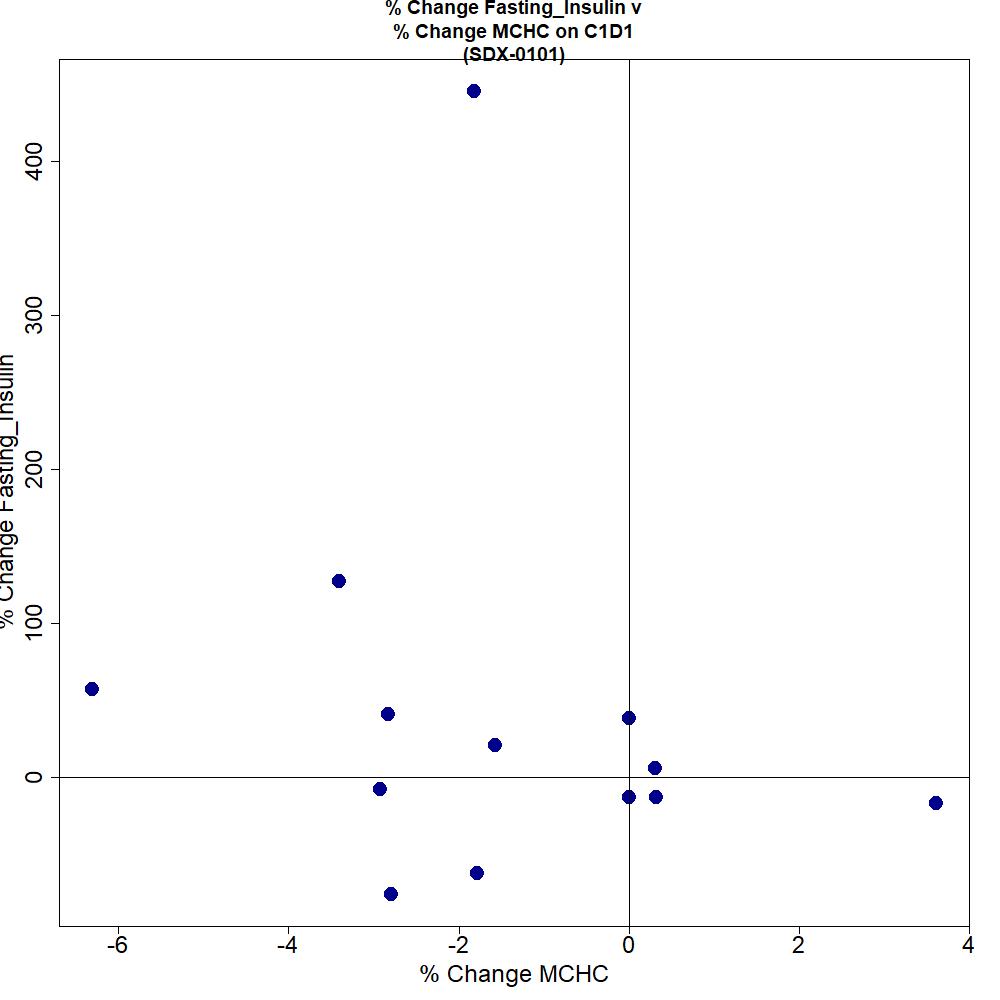 % Change Fasting_Insulin v
% Change MCHC on C1D1
(SDX-0101)
% Change Fasting_Insulin
400
300
200
100
0
-6
-4
-2
0
2
4
% Change MCHC